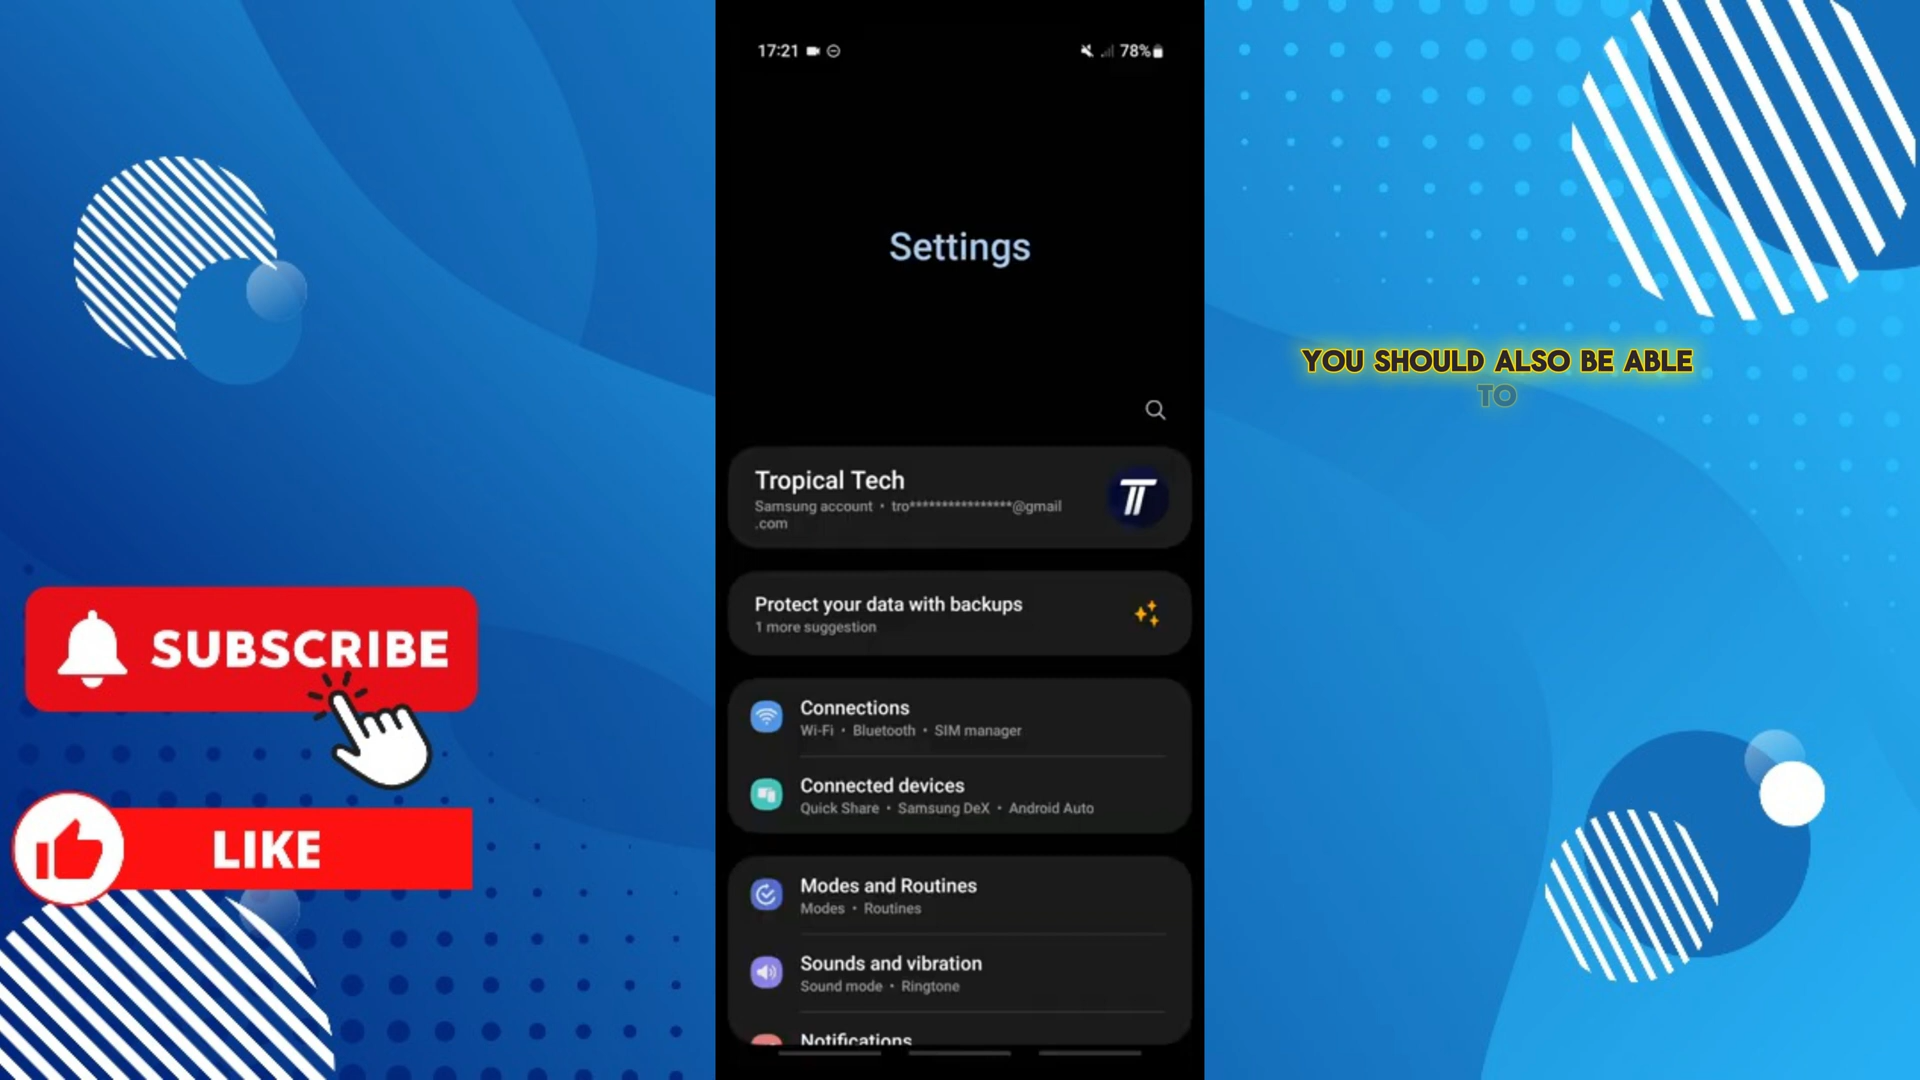 17:21
78%
Settings
Tropical Tech
Samsung account • tro****************@gmail
.com
Protect your data with backups
1 more suggestion
Connections
Wi-Fi • Bluetooth • SIM manager
Connected devices
Quick Share • Samsung DeX • Android Auto
Modes and Routines
Modes • Routines
Sounds and vibration
Sound mode • Ringtone
Notifications
SUBSCRIBE
LIKE
YOU SHOULD ALSO BE ABLE
TO